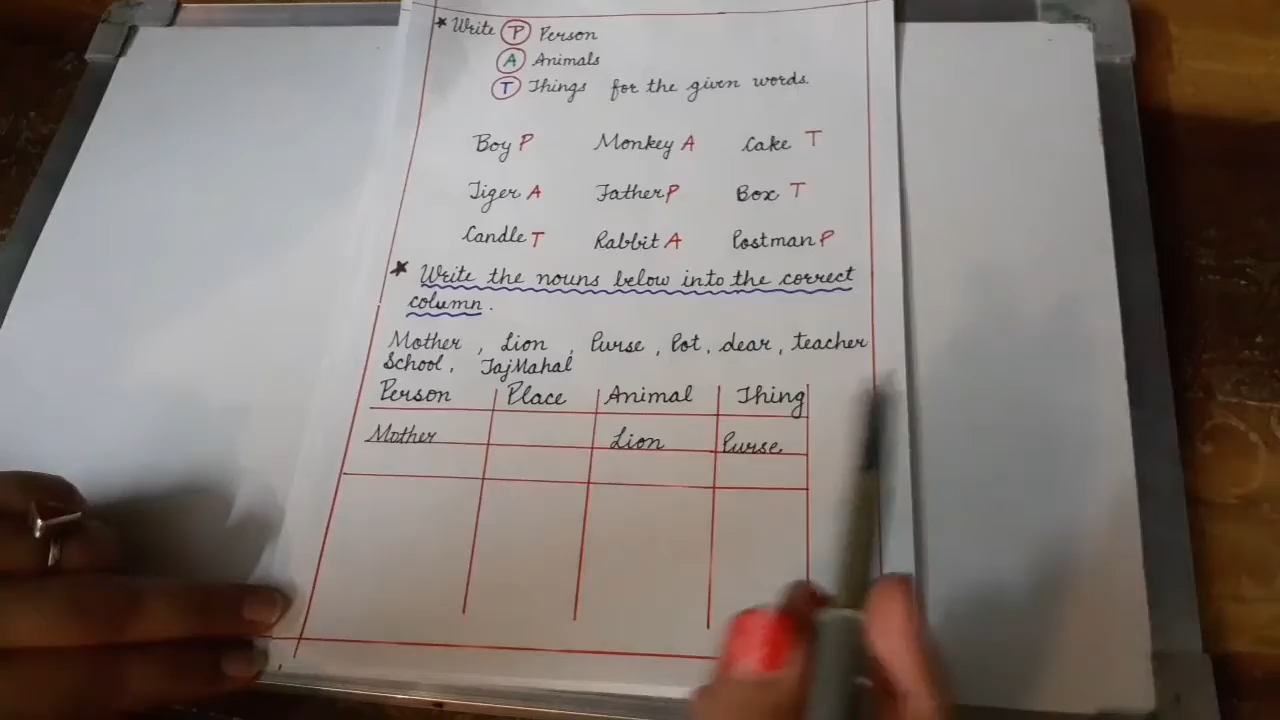 ★ Write P Person
A Animals
T Things for the given words.
Boy P Monkey A Cake T
Tiger A Father P Box T
Candle T Rabbit A Postman P
★ Write the nouns below into the correct
column.
Mother, Lion, Purse, Pot, dear, teacher
School, TajMahal
Person Place Animal Thing
Mother Lion Purse